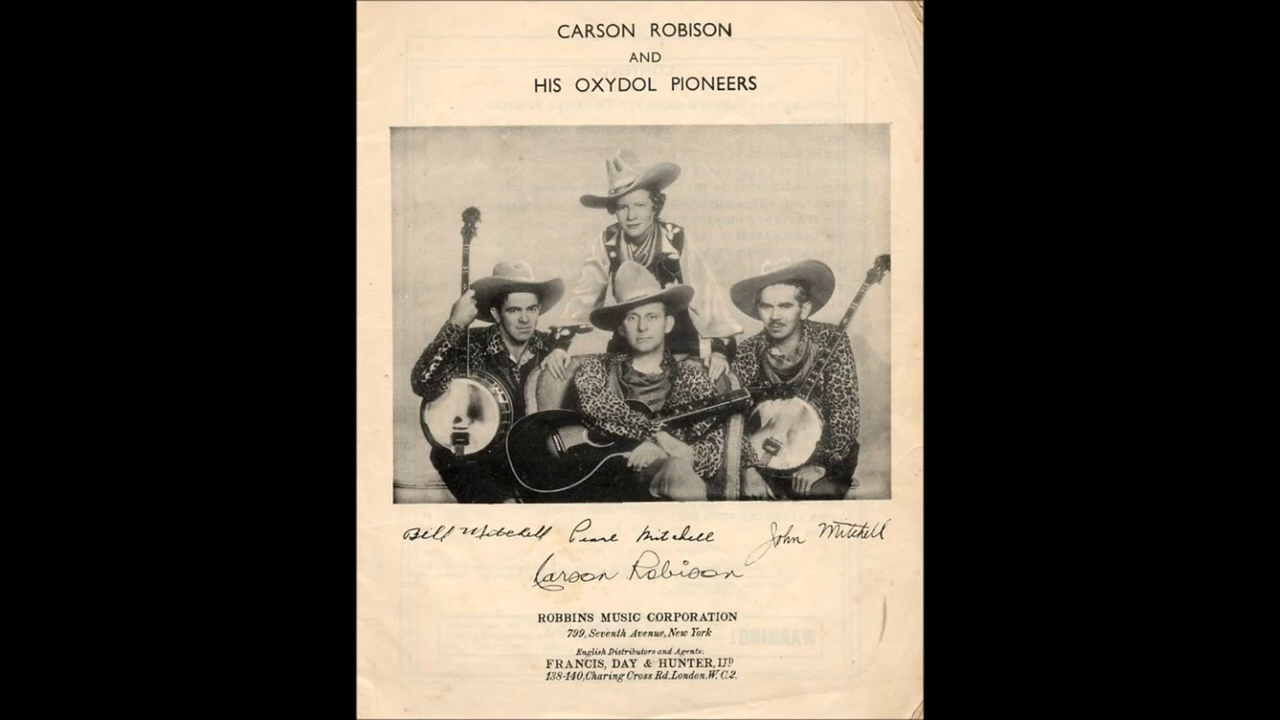 CARSON ROBISON
AND
HIS OXYDOL PIONEERS
Bill Mitchell Pearl Mitchell John Mitchell
Carson Robison
ROBBINS MUSIC CORPORATION
799, Seventh Avenue, New York
English Distributors and Agents:
FRANCIS, DAY & HUNTER, LTD
138-140, Charing Cross Rd. London. W.C.2.
WARNING!